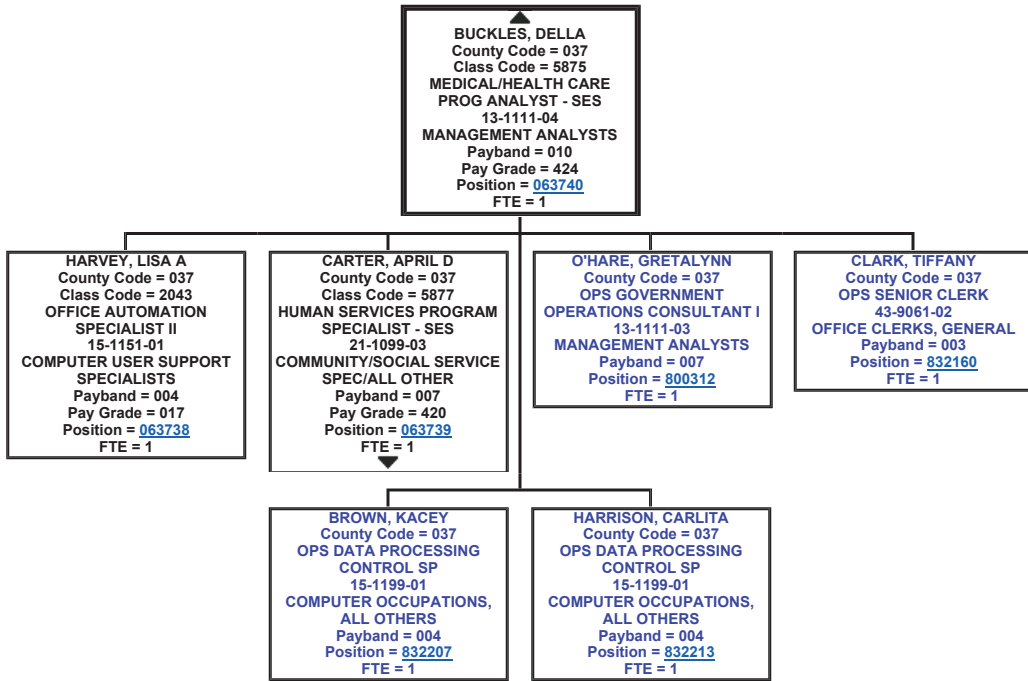 BUCKLES, DELLA
County Code = 037
Class Code = 5875
MEDICAL/HEALTH CARE
PROG ANALYST - SES
13-1111-04
MANAGEMENT ANALYSTS
Payband = 010
Pay Grade = 424
Position = 063740
FTE = 1
HARVEY, LISA A
County Code = 037
Class Code = 2043
OFFICE AUTOMATION
SPECIALIST II
15-1151-01
COMPUTER USER SUPPORT
SPECIALISTS
Payband = 004
Pay Grade = 017
Position = 063738
FTE = 1
CARTER, APRIL D
County Code = 037
Class Code = 5877
HUMAN SERVICES PROGRAM
SPECIALIST - SES
21-1099-03
COMMUNITY/SOCIAL SERVICE
SPEC/ALL OTHER
Payband = 007
Pay Grade = 420
Position = 063739
FTE = 1
O'HARE, GRETALYNN
County Code = 037
OPS GOVERNMENT
OPERATIONS CONSULTANT I
13-1111-03
MANAGEMENT ANALYSTS
Payband = 007
Position = 800312
FTE = 1
CLARK, TIFFANY
County Code = 037
OPS SENIOR CLERK
43-9061-02
OFFICE CLERKS, GENERAL
Payband = 003
Position = 832160
FTE = 1
BROWN, KACEY
County Code = 037
OPS DATA PROCESSING
CONTROL SP
15-1199-01
COMPUTER OCCUPATIONS,
ALL OTHERS
Payband = 004
Position = 832207
FTE = 1
HARRISON, CARLITA
County Code = 037
OPS DATA PROCESSING
CONTROL SP
15-1199-01
COMPUTER OCCUPATIONS,
ALL OTHERS
Payband = 004
Position = 832213
FTE = 1